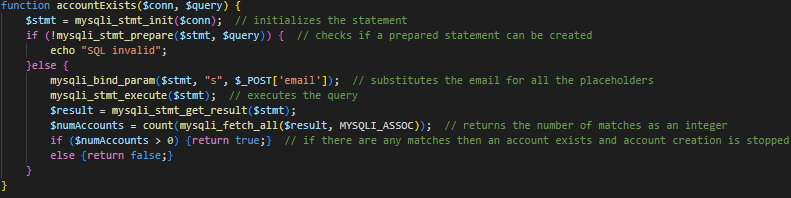 function accountExists($conn, $query) {
    $stmt = mysqli_stmt_init($conn);  // initializes the statement
    if (!mysqli_stmt_prepare($stmt, $query)) {  // checks if a prepared statement can be created
        echo "SQL invalid";
    }else {
        mysqli_bind_param($stmt, "s", $_POST['email']);  // substitutes the email for all the placeholders
        mysqli_stmt_execute($stmt);  // executes the query
        $result = mysqli_stmt_get_result($stmt);
        $numAccounts = count(mysqli_fetch_all($result, MYSQLI_ASSOC));  // returns the number of matches as an integer
        if ($numAccounts > 0) {return true;}  // if there are any matches then an account exists and account creation is stopped
        else {return false;}
    }
}